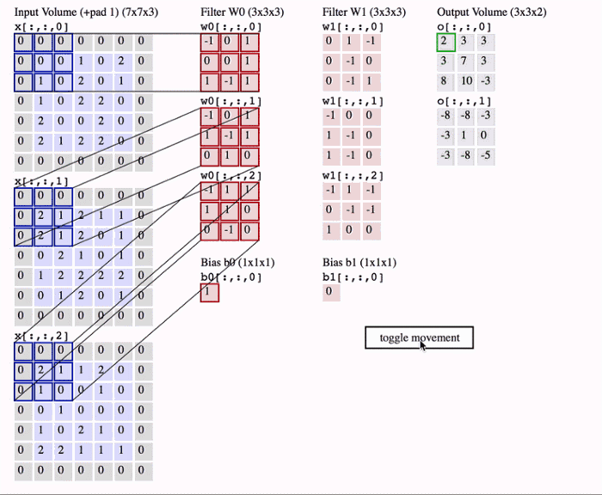 Input Volume (+pad 1) (7x7x3)
x[:,:,0]
0 0 0 0 0 0 0
0 0 0 1 0 2 0
0 1 0 2 0 1 0
0 1 0 2 2 0 0
0 2 0 0 2 0 0
0 2 1 2 2 0 0
0 0 0 0 0 0 0
x[:,:,1]
0 0 0 0 0 0 0
0 2 1 2 1 1 0
0 2 1 2 0 1 0
0 0 2 1 0 1 0
0 1 2 2 2 2 0
0 0 1 2 0 1 0
0 0 0 0 0 0 0
x[:,:,2]
0 0 0 0 0 0 0
0 2 1 1 2 0 0
0 1 0 0 1 0 0
0 0 1 0 0 0 0
0 1 0 2 1 0 0
0 2 2 1 1 1 0
0 0 0 0 0 0 0
Filter W0 (3x3x3)
w0[:,:,0]
-1 0 1
0 0 1
1 -1 1
w0[:,:,1]
-1 0 1
1 -1 1
0 1 0
w0[:,:,2]
-1 1 1
1 1 0
0 -1 0
Bias b0 (1x1x1)
b0[:,:,0]
1
Filter W1 (3x3x3)
w1[:,:,0]
0 1 -1
0 -1 0
0 -1 1
w1[:,:,1]
-1 0 0
1 -1 0
1 -1 0
w1[:,:,2]
-1 1 -1
0 -1 -1
1 0 0
Bias b1 (1x1x1)
b1[:,:,0]
0
Output Volume (3x3x2)
o[:,:,0]
2 3 3
3 7 3
8 10 -3
o[:,:,1]
-8 -8 -3
-3 1 0
-3 -8 -5
toggle movement